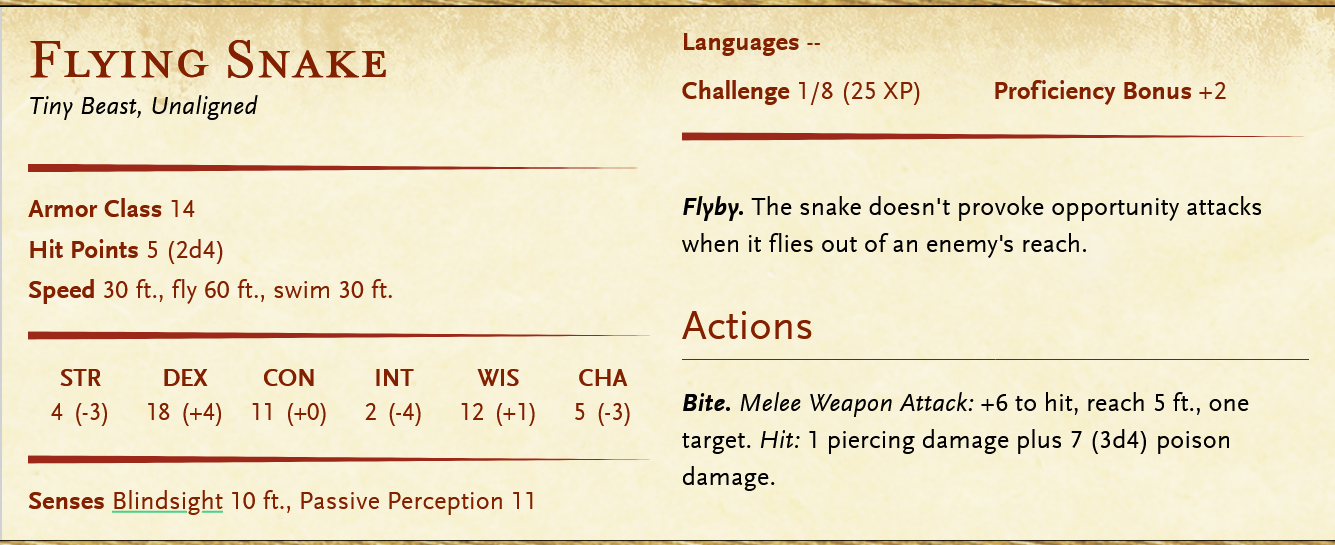 Flying Snake
Tiny Beast, Unaligned
Armor Class 14
Hit Points 5 (2d4)
Speed 30 ft., fly 60 ft., swim 30 ft.
STR DEX CON INT WIS CHA
4 (-3) 18 (+4) 11 (+0) 2 (-4) 12 (+1) 5 (-3)
Senses Blindsight 10 ft., Passive Perception 11
Languages --
Challenge 1/8 (25 XP) Proficiency Bonus +2
Flyby. The snake doesn't provoke opportunity attacks
when it flies out of an enemy's reach.
Actions
Bite. Melee Weapon Attack: +6 to hit, reach 5 ft., one
target. Hit: 1 piercing damage plus 7 (3d4) poison
damage.